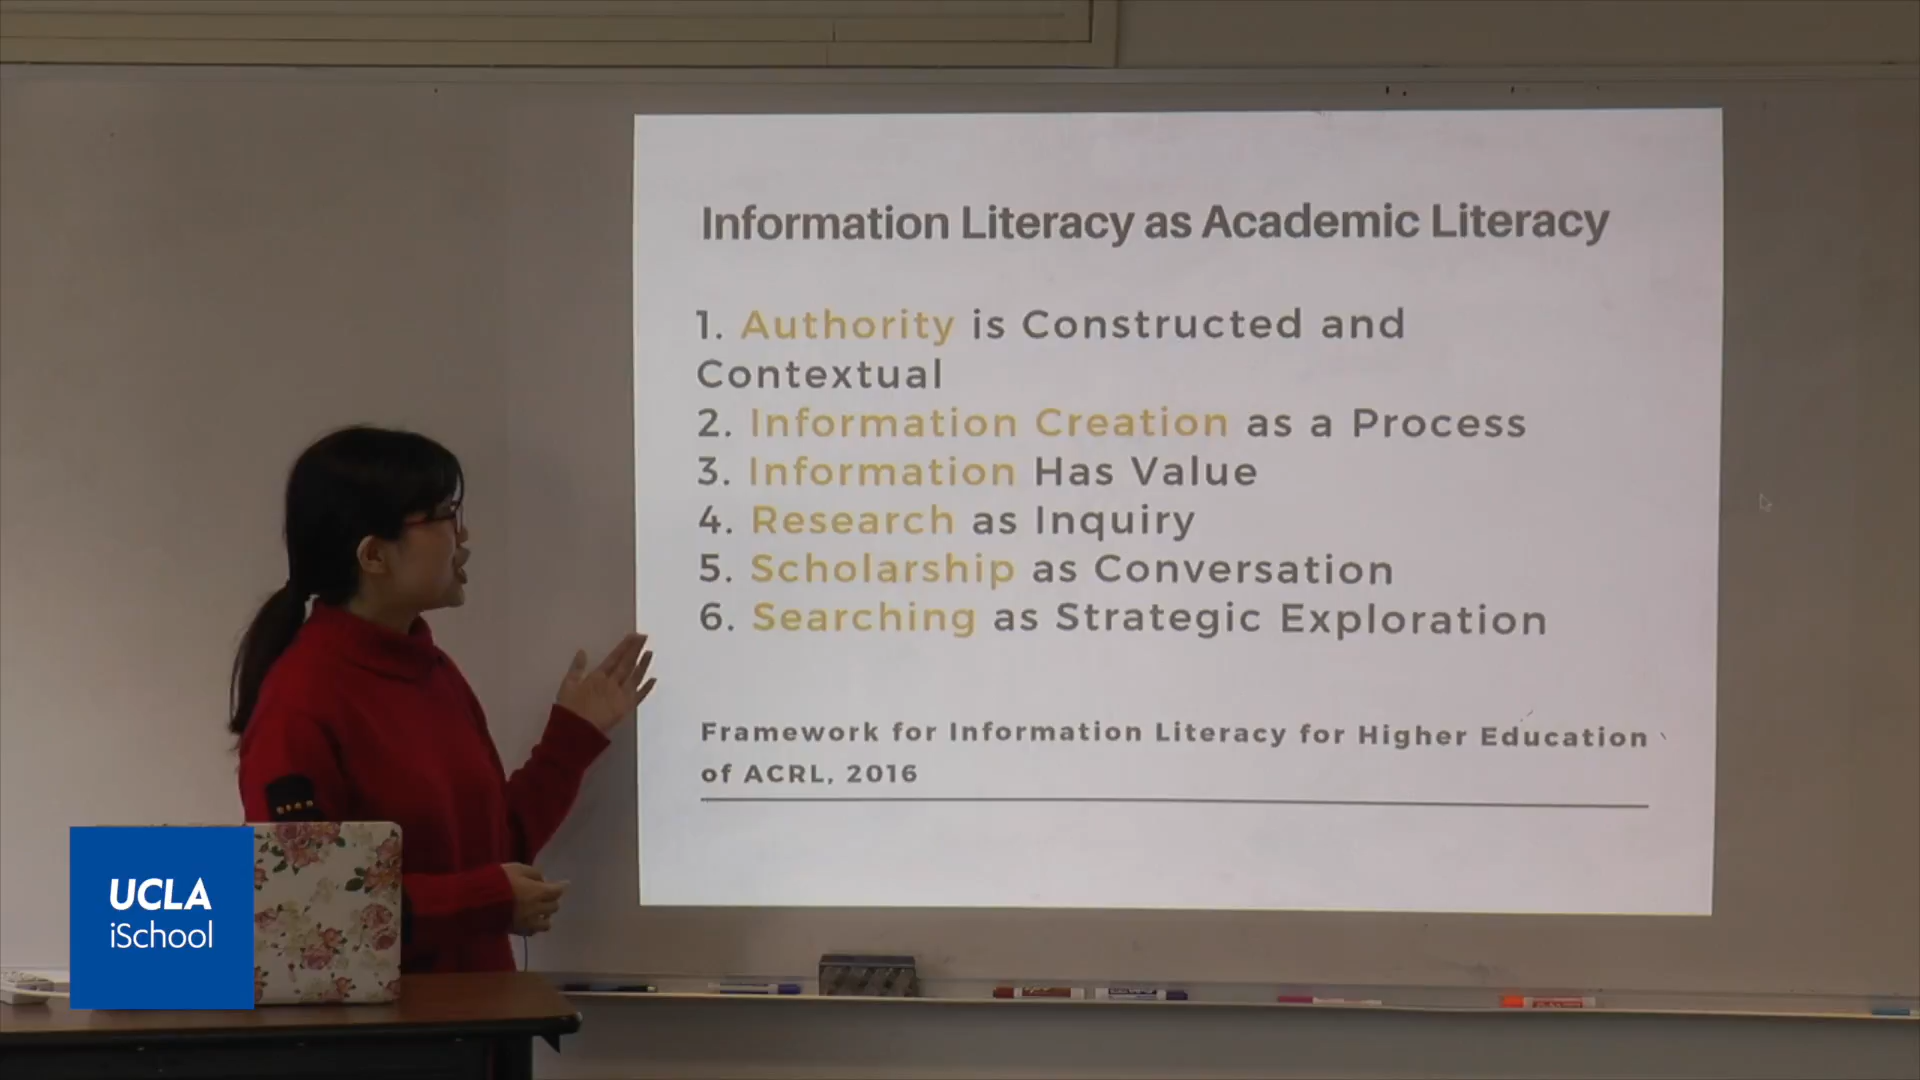 Information Literacy as Academic Literacy
1. Authority is Constructed and
Contextual
2. Information Creation as a Process
3. Information Has Value
4. Research as Inquiry
5. Scholarship as Conversation
6. Searching as Strategic Exploration
Framework for Information Literacy for Higher Education
of ACRL, 2016
UCLA
iSchool